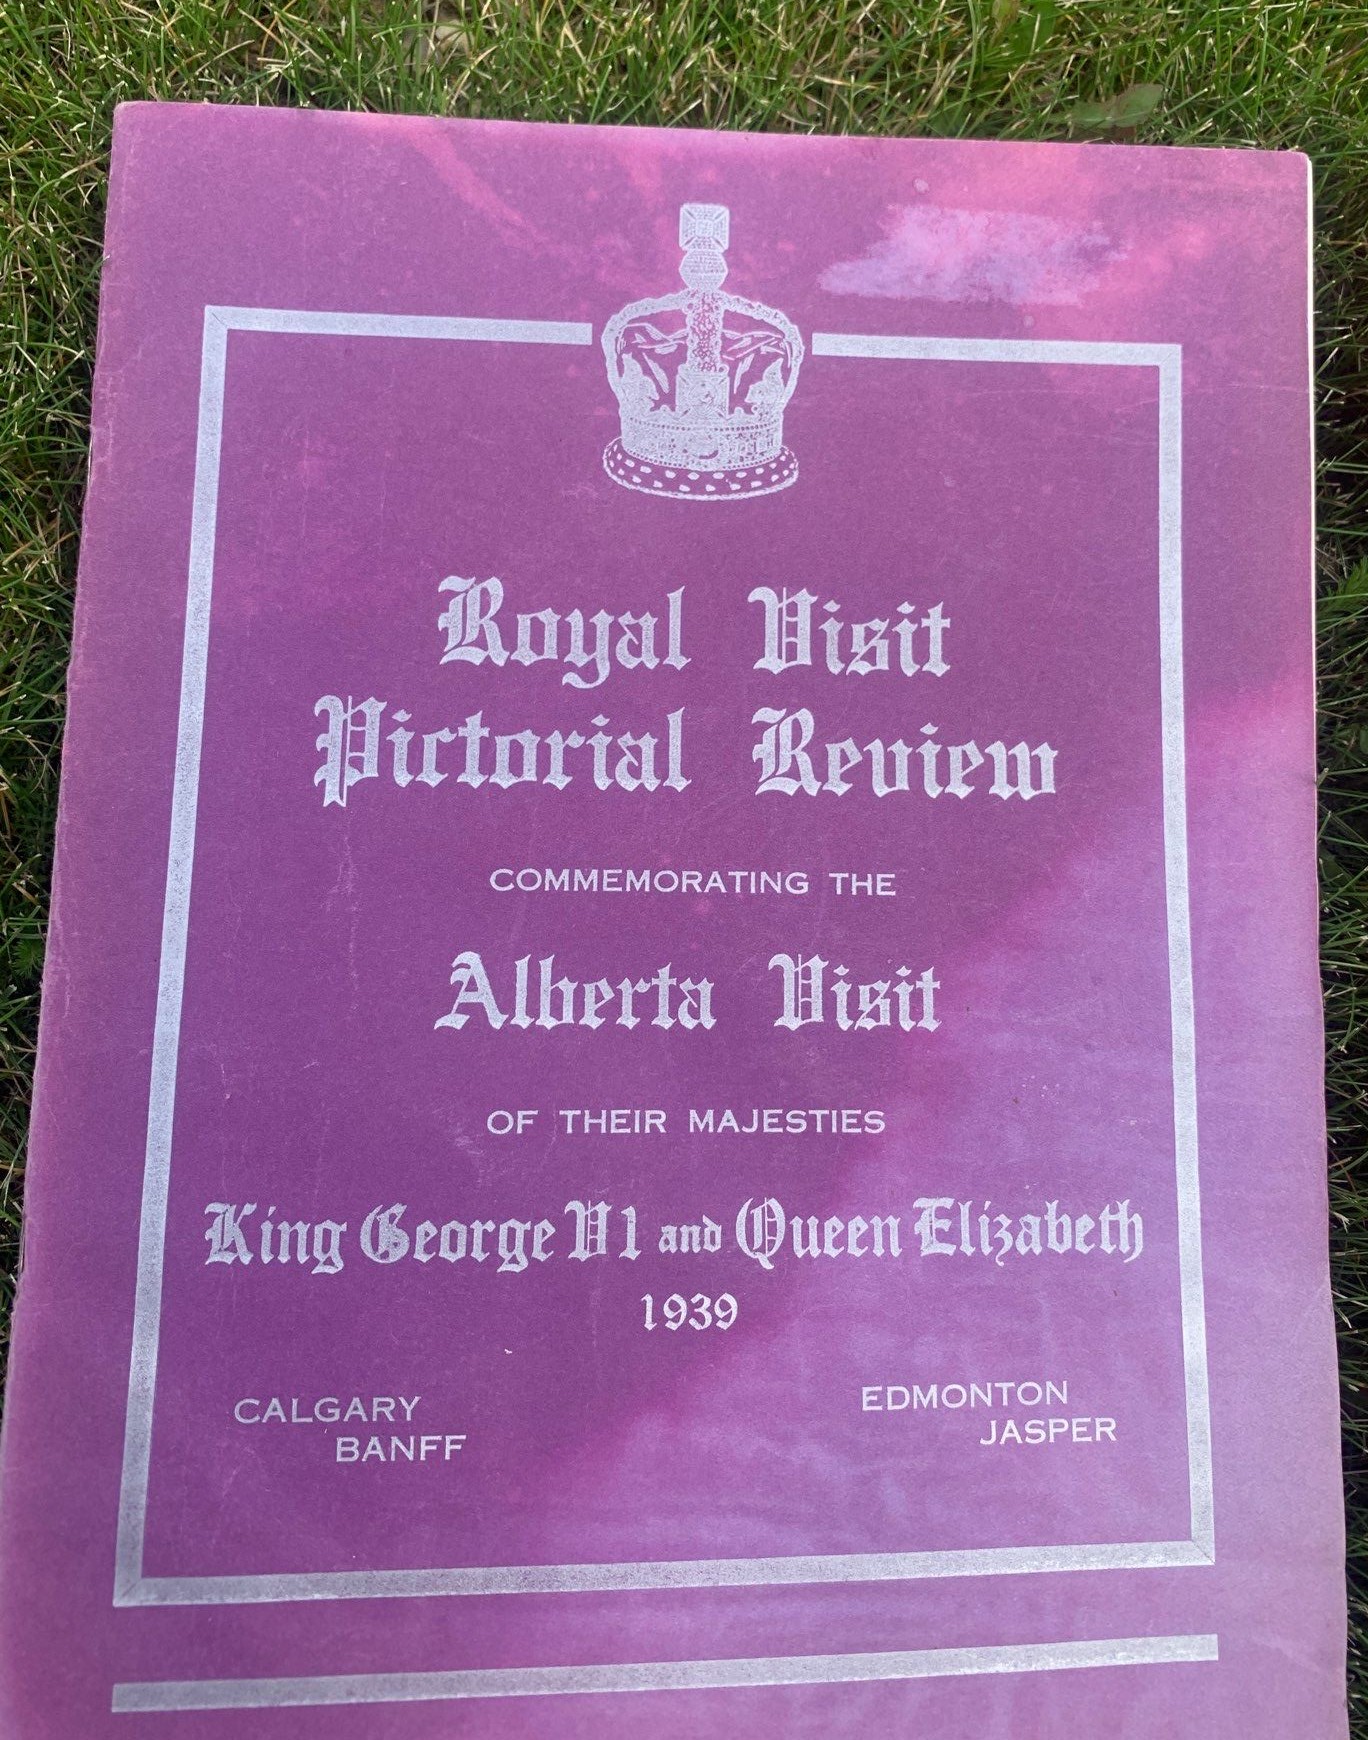 Royal Visit
Pictorial Review
COMMEMORATING THE
Alberta Visit
OF THEIR MAJESTIES
King George V1 and Queen Elizabeth
1939
CALGARY
BANFF
EDMONTON
JASPER